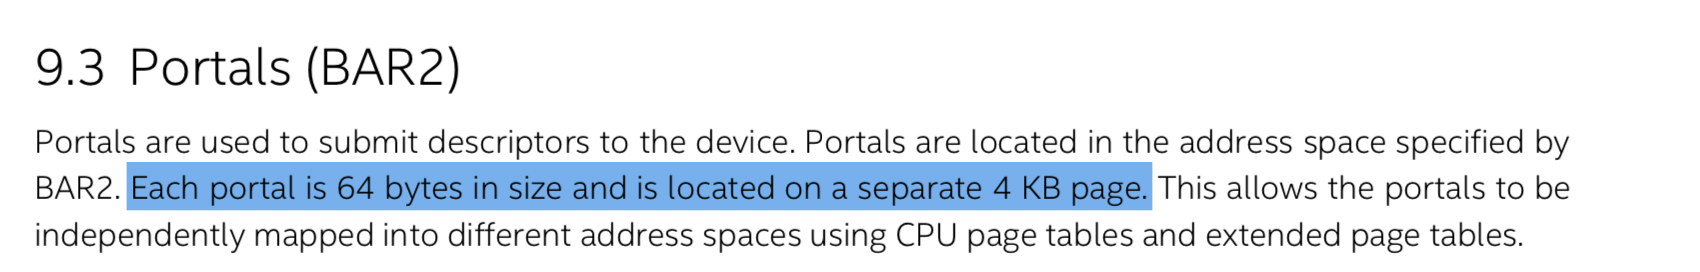 9.3 Portals (BAR2)
Portals are used to submit descriptors to the device. Portals are located in the address space specified by
BAR2. Each portal is 64 bytes in size and is located on a separate 4 KB page. This allows the portals to be
independently mapped into different address spaces using CPU page tables and extended page tables.